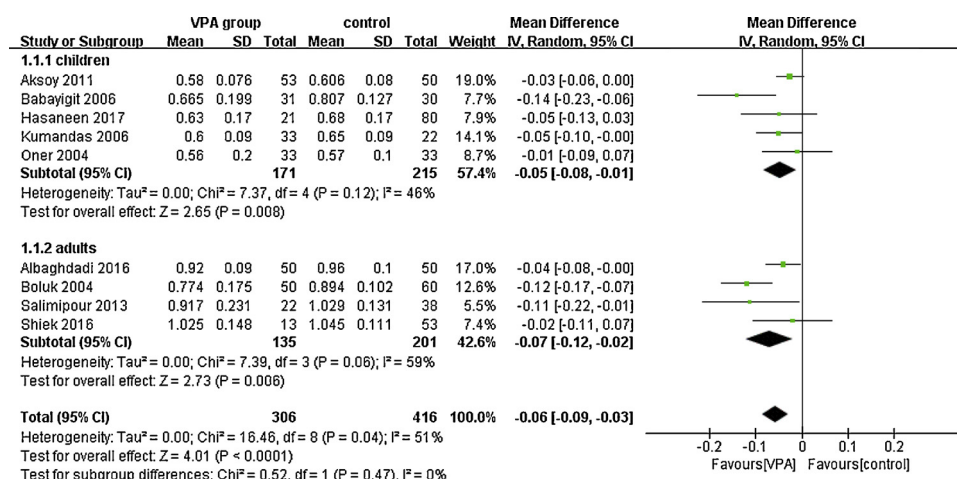 VPA group control Mean Difference Mean Difference
Study or Subgroup Mean SD Total Mean SD Total Weight IV, Random, 95% CI IV, Random, 95% CI
1.1.1 children
Aksoy 2011 0.58 0.076 53 0.606 0.08 50 19.0% -0.03 [-0.06, 0.00]
Babayigit 2006 0.665 0.199 31 0.807 0.127 30 7.7% -0.14 [-0.23, -0.06]
Hasaneen 2017 0.63 0.17 21 0.68 0.17 80 7.9% -0.05 [-0.13, 0.03]
Kumandas 2006 0.6 0.09 33 0.65 0.09 22 14.1% -0.05 [-0.10, -0.00]
Oner 2004 0.56 0.2 33 0.57 0.1 33 8.7% -0.01 [-0.09, 0.07]
Subtotal (95% CI) 171 215 57.4% -0.05 [-0.08, -0.01]
Heterogeneity: Tau² = 0.00; Chi² = 7.37, df = 4 (P = 0.12); I² = 46%
Test for overall effect: Z = 2.65 (P = 0.008)
1.1.2 adults
Albaghdadi 2016 0.92 0.09 50 0.96 0.1 50 17.0% -0.04 [-0.08, -0.00]
Boluk 2004 0.774 0.175 50 0.894 0.102 60 12.6% -0.12 [-0.17, -0.07]
Salimipour 2013 0.917 0.231 22 1.029 0.131 38 5.5% -0.11 [-0.22, -0.01]
Shiek 2016 1.025 0.148 13 1.045 0.111 53 7.4% -0.02 [-0.11, 0.07]
Subtotal (95% CI) 135 201 42.6% -0.07 [-0.12, -0.02]
Heterogeneity: Tau² = 0.00; Chi² = 7.39, df = 3 (P = 0.06); I² = 59%
Test for overall effect: Z = 2.73 (P = 0.006)
Total (95% CI) 306 416 100.0% -0.06 [-0.09, -0.03]
Heterogeneity: Tau² = 0.00; Chi² = 16.46, df = 8 (P = 0.04); I² = 51%
Test for overall effect: Z = 4.01 (P < 0.0001)
Test for subgroup differences: Chi² = 0.52, df = 1 (P = 0.47), I² = 0%
-0.2 -0.1 0 0.1 0.2
Favours[VPA] Favours[control]